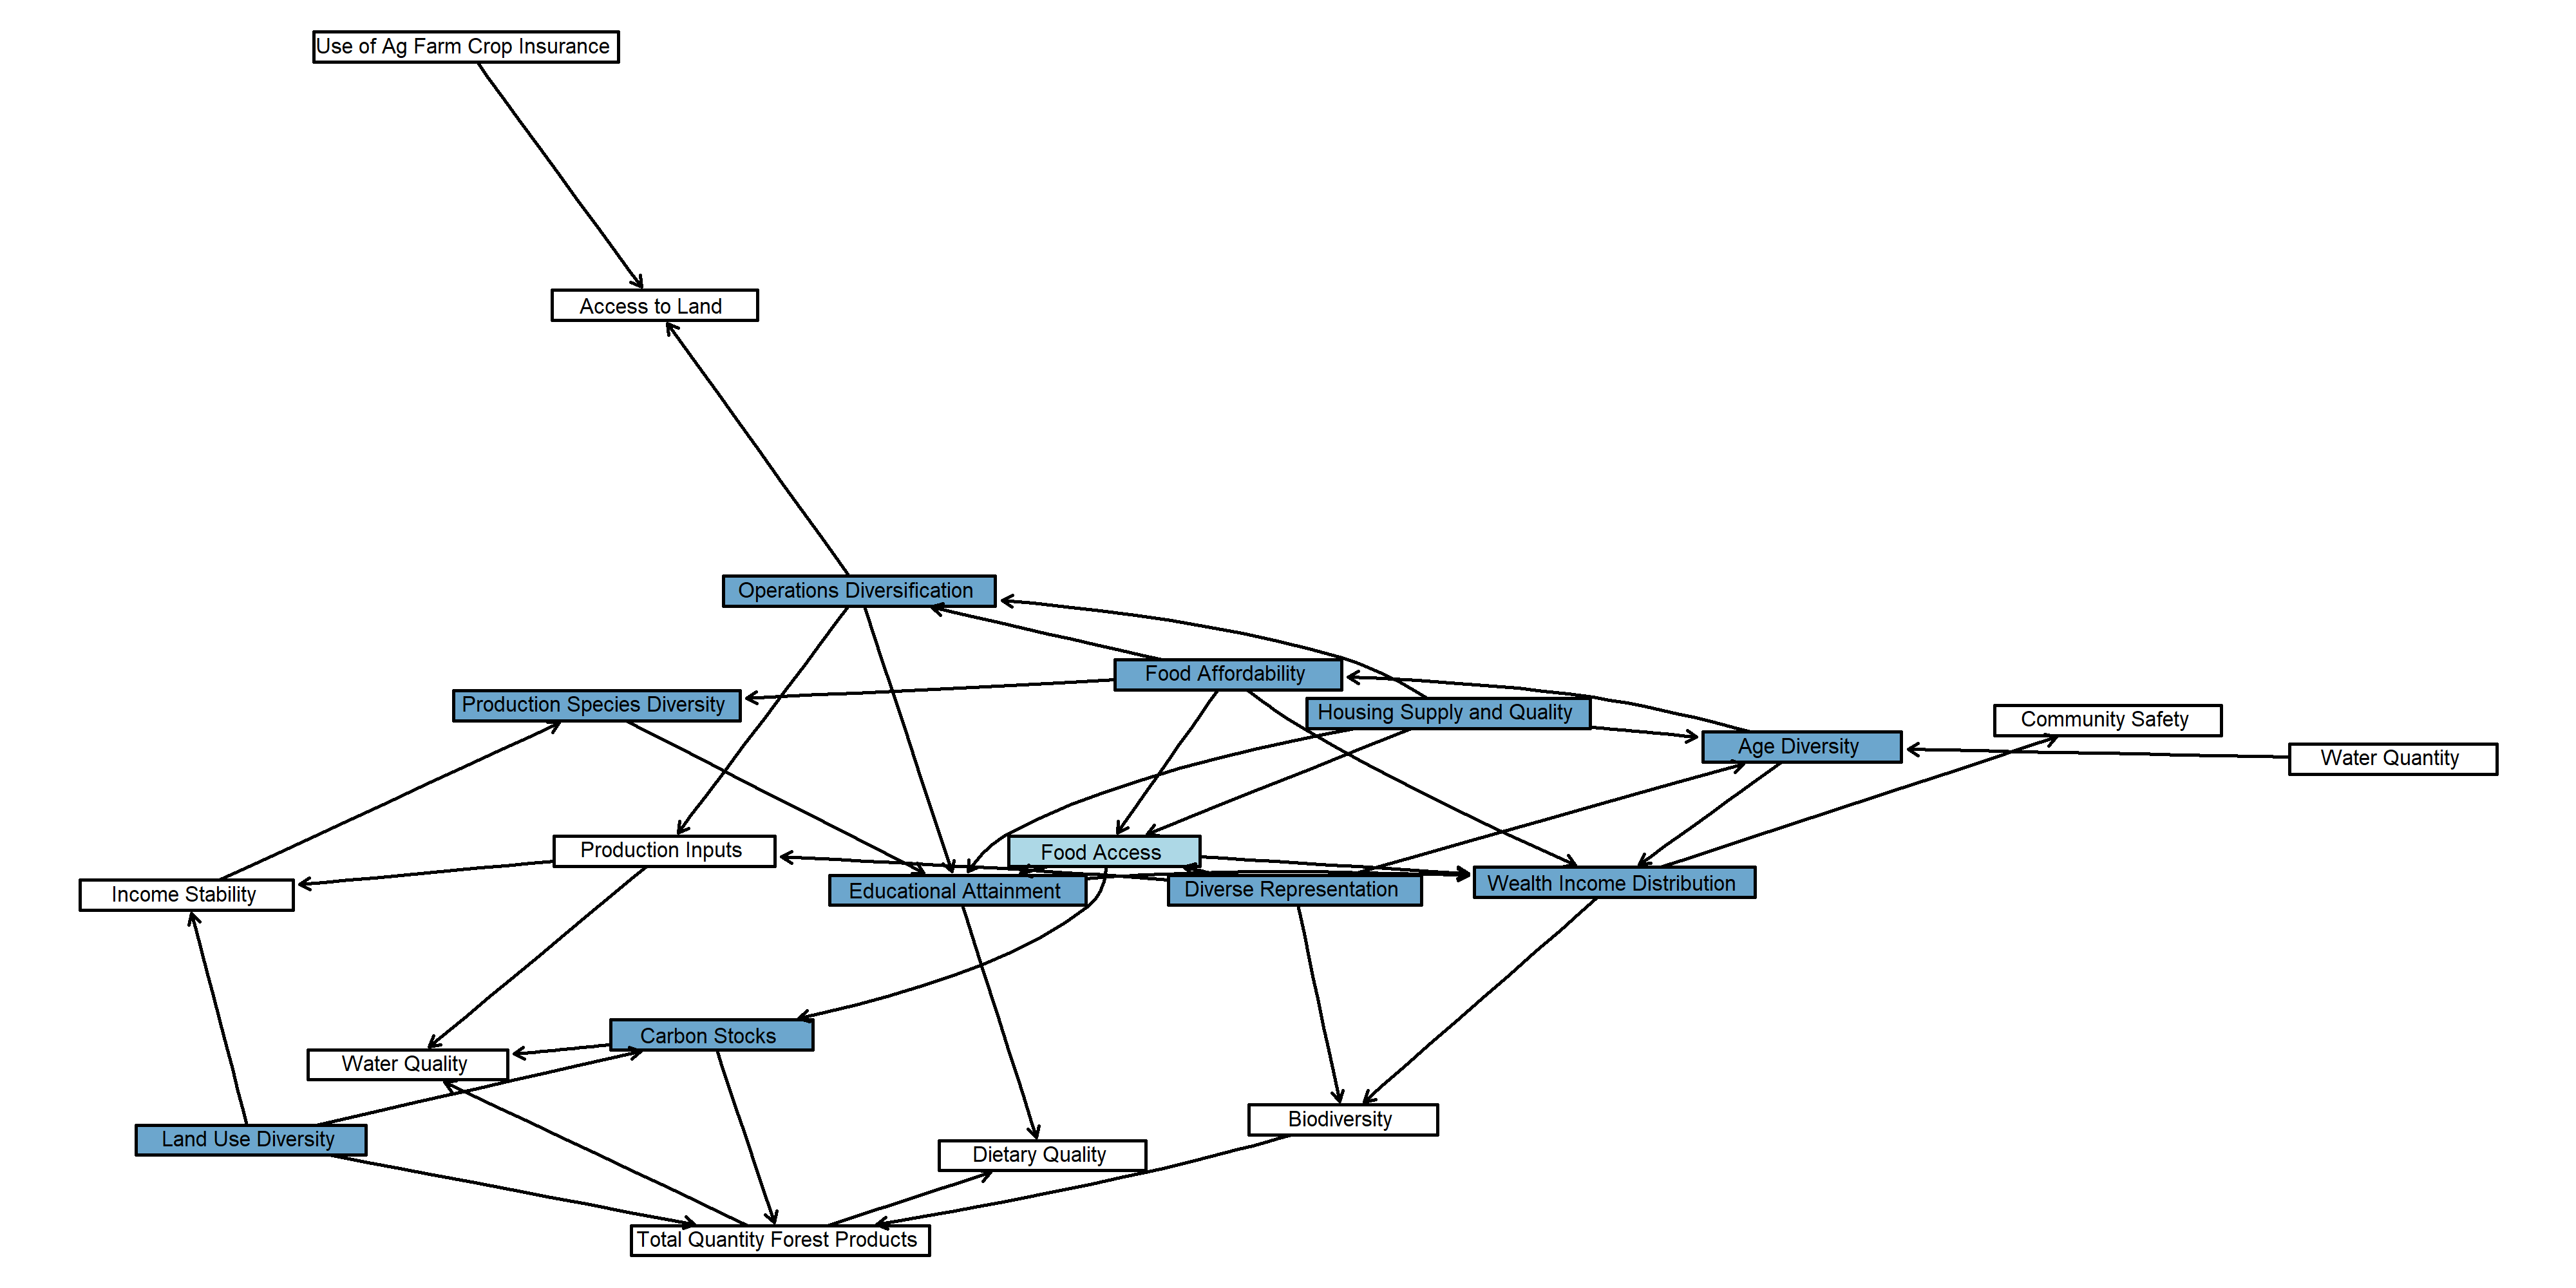 Use of Ag Farm Crop Insurance
Access to Land
Operations Diversification
Food Affordability
Production Species Diversity
Housing Supply and Quality
Community Safety
Age Diversity
Water Quantity
Production Inputs
Food Access
Income Stability
Educational Attainment
Diverse Representation
Wealth Income Distribution
Carbon Stocks
Water Quality
Biodiversity
Land Use Diversity
Dietary Quality
Total Quantity Forest Products